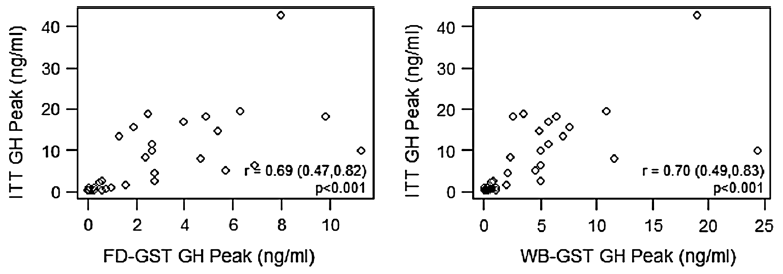 ITT GH Peak (ng/ml)
40
30
20
10
0
r = 0.69 (0.47,0.82)
p<0.001
0 2 4 6 8 10
FD-GST GH Peak (ng/ml)
ITT GH Peak (ng/ml)
40
30
20
10
0
r = 0.70 (0.49,0.83)
p<0.001
0 5 10 15 20 25
WB-GST GH Peak (ng/ml)